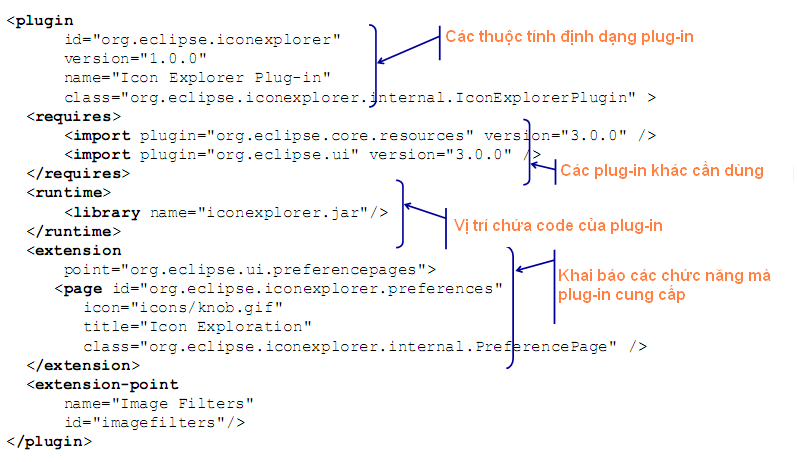 <plugin
id="org.eclipse.iconexplorer"
version="1.0.0"
name="Icon Explorer Plug-in"
class="org.eclipse.iconexplorer.internal.IconExplorerPlugin" >
Các thuộc tính định dạng plug-in
<requires>
<import plugin="org.eclipse.core.resources" version="3.0.0" />
<import plugin="org.eclipse.ui" version="3.0.0" />
</requires>
Các plug-in khác cần dùng
<runtime>
<library name="iconexplorer.jar"/>
</runtime>
Vị trí chứa code của plug-in
<extension
point="org.eclipse.ui.preferencepages">
<page id="org.eclipse.iconexplorer.preferences"
icon="icons/knob.gif"
title="Icon Exploration"
class="org.eclipse.iconexplorer.internal.PreferencePage" />
</extension>
Khai báo các chức năng mà
plug-in cung cấp
<extension-point
name="Image Filters"
id="imagefilters"/>
</plugin>